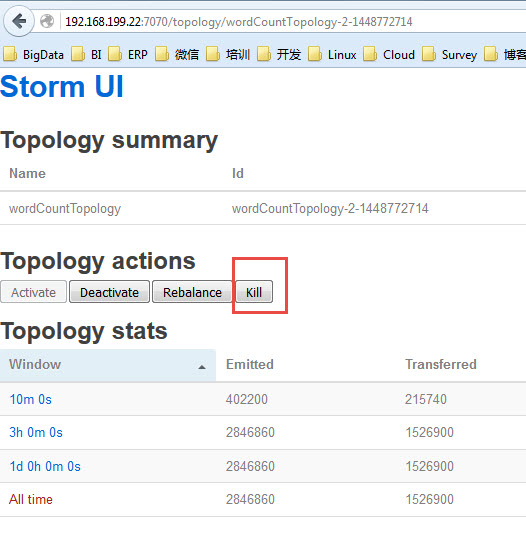 192.168.199.22:7070/topology/wordCountTopology-2-1448772714
BigData BI ERP 微信 培训 开发 Linux Cloud Survey 博客
Storm UI
Topology summary
Name Id
wordCountTopology wordCountTopology-2-1448772714
Topology actions
Activate Deactivate Rebalance Kill
Topology stats
Window Emitted Transferred
10m 0s 402200 215740
3h 0m 0s 2846860 1526900
1d 0h 0m 0s 2846860 1526900
All time 2846860 1526900